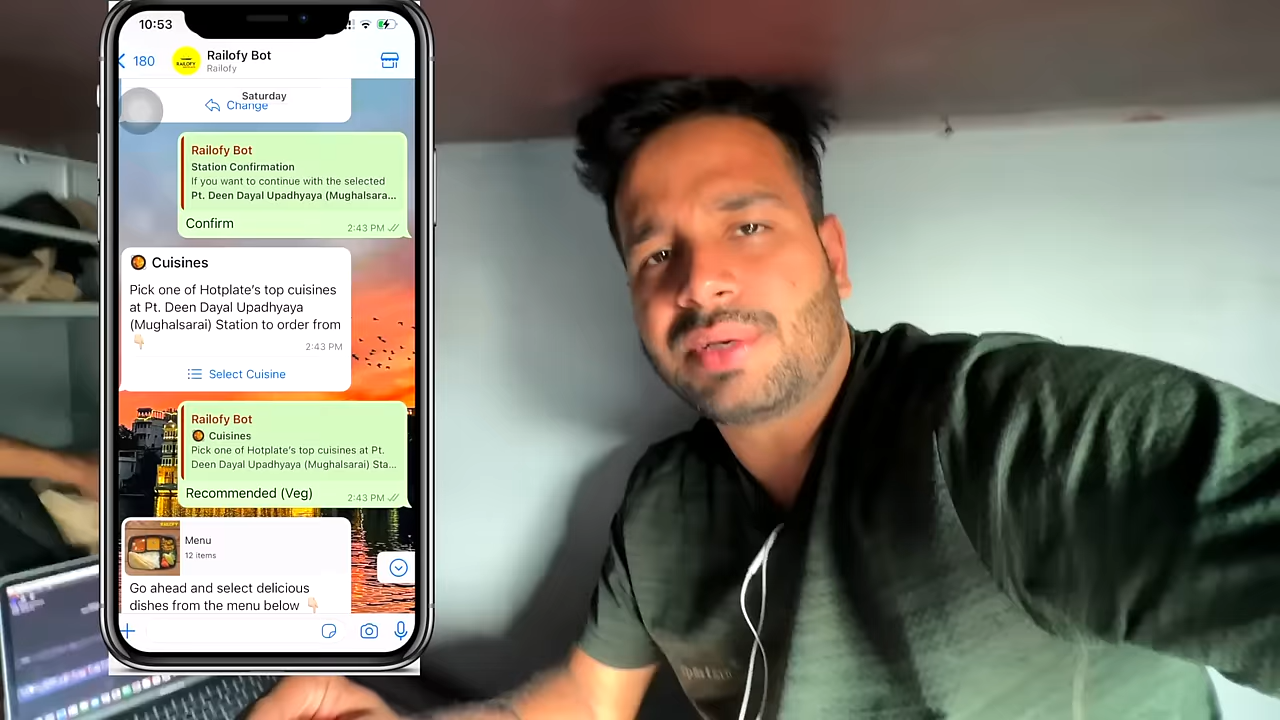 10:53
180
RAILOFY
Railofy Bot
Railofy
Saturday
Change
Railofy Bot
Station Confirmation
If you want to continue with the selected
Pt. Deen Dayal Upadhyaya (Mughalsara...
Confirm
2:43 PM
Cuisines
Pick one of Hotplate's top cuisines
at Pt. Deen Dayal Upadhyaya
(Mughalsarai) Station to order from
2:43 PM
Select Cuisine
Railofy Bot
Cuisines
Pick one of Hotplate's top cuisines at Pt.
Deen Dayal Upadhyaya (Mughalsarai) Sta...
Recommended (Veg)
2:43 PM
Menu
12 items
Go ahead and select delicious
dishes from the menu below